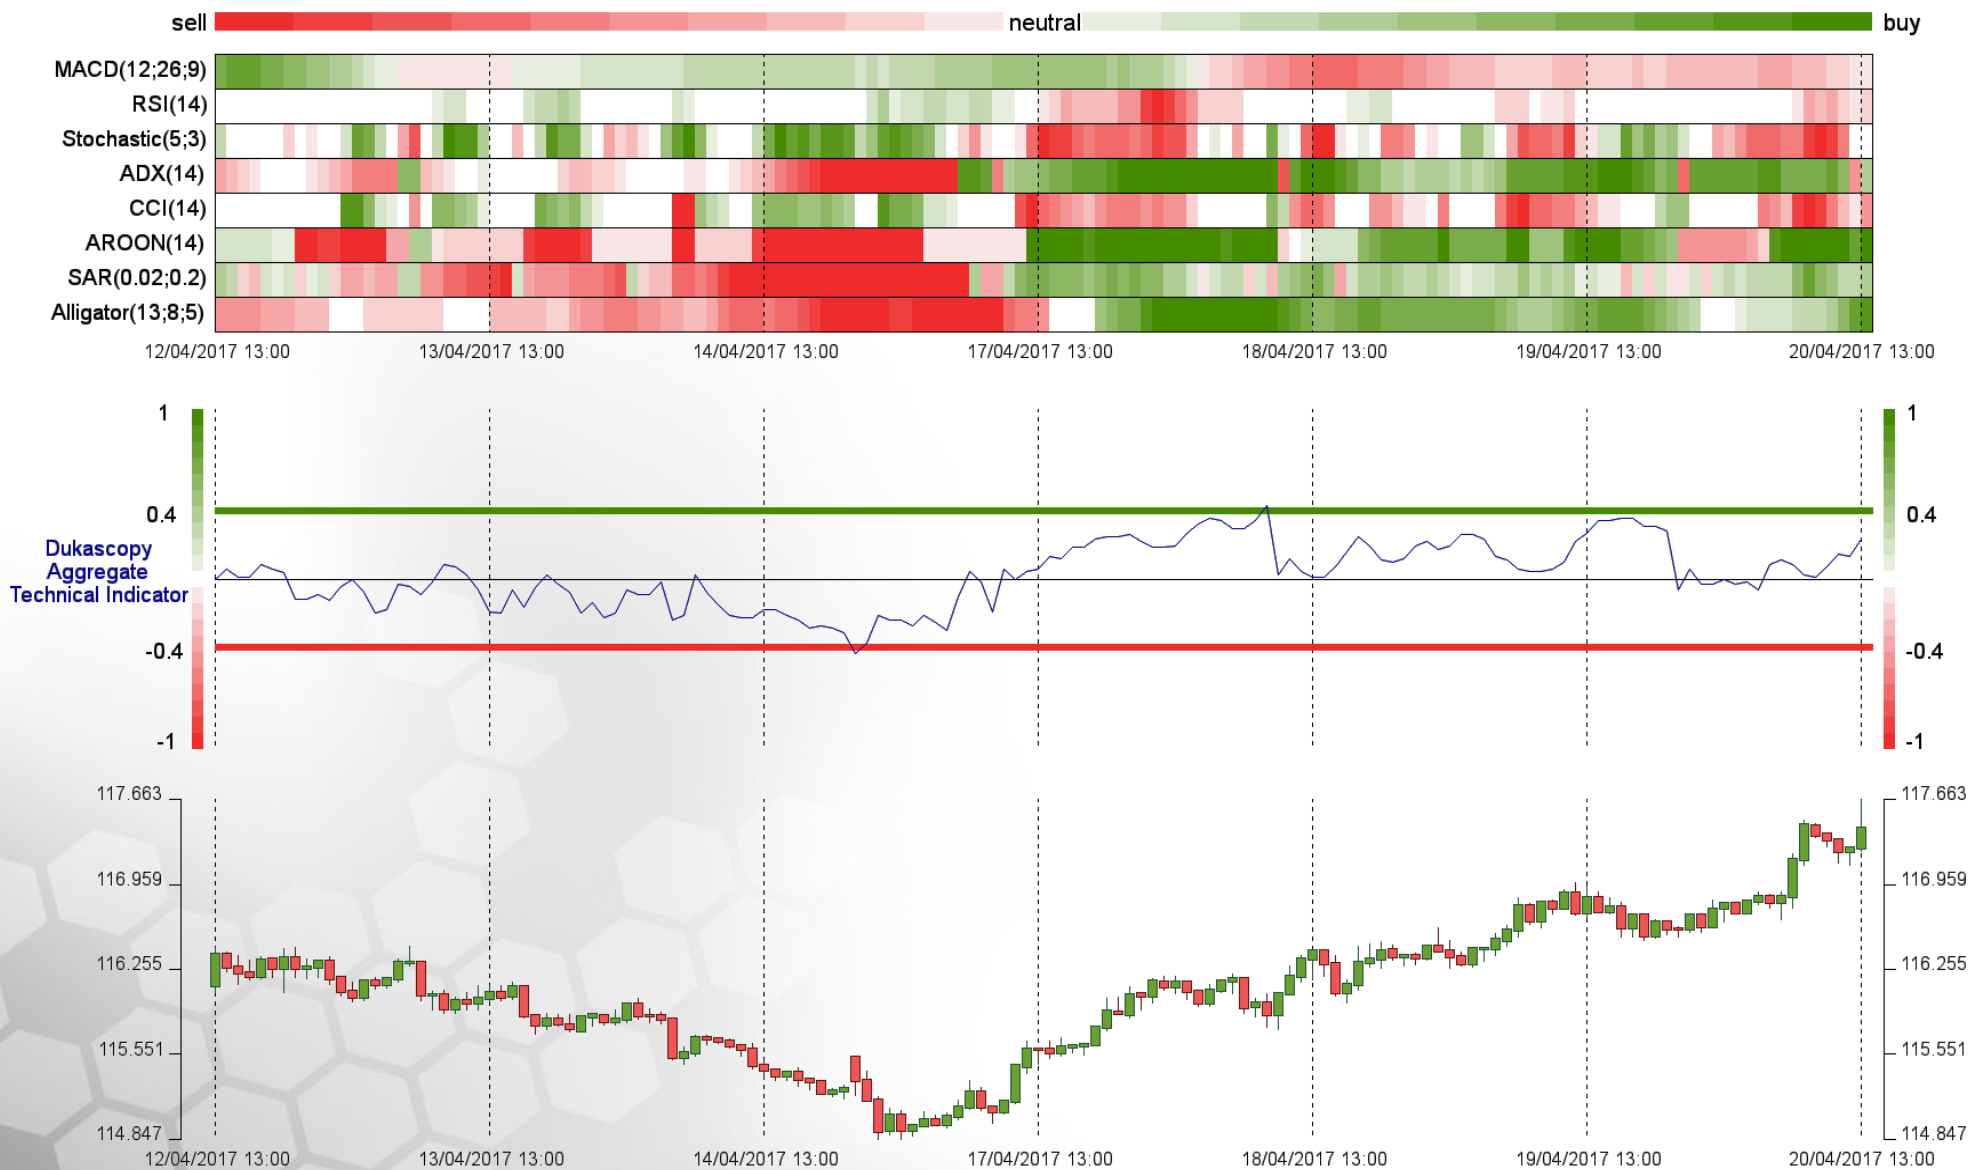 sell neutral buy
MACD(12;26;9)
RSI(14)
Stochastic(5;3)
ADX(14)
CCI(14)
AROON(14)
SAR(0.02;0.2)
Alligator(13;8;5)
12/04/2017 13:00 13/04/2017 13:00 14/04/2017 13:00 17/04/2017 13:00 18/04/2017 13:00 19/04/2017 13:00 20/04/2017 13:00
1 1
0.4 0.4
Dukascopy
Aggregate
Technical Indicator
-0.4 -0.4
-1 -1
117.663 117.663
116.959 116.959
116.255 116.255
115.551 115.551
114.847 114.847
12/04/2017 13:00 13/04/2017 13:00 14/04/2017 13:00 17/04/2017 13:00 18/04/2017 13:00 19/04/2017 13:00 20/04/2017 13:00